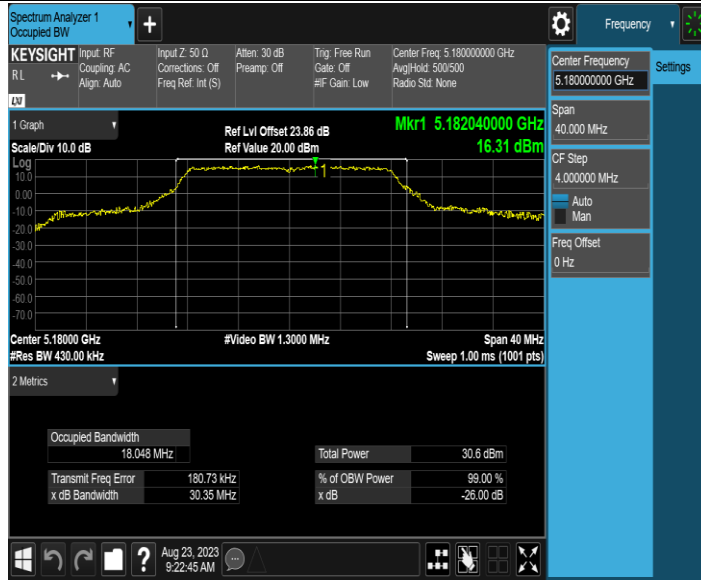 Spectrum Analyzer 1
Occupied BW
Frequency
KEYSIGHT
RL
LXI
Input: RF
Coupling: AC
Align: Auto
Input Z: 50 Ω
Corrections: Off
Freq Ref: Int (S)
Atten: 30 dB
Preamp: Off
Trig: Free Run
Gate: Off
#IF Gain: Low
Center Freq: 5.180000000 GHz
Avg|Hold: 500/500
Radio Std: None
Center Frequency
5.180000000 GHz
Settings
Span
40.000 MHz
CF Step
4.000000 MHz
Auto
Man
Freq Offset
0 Hz
1 Graph
Scale/Div 10.0 dB
Ref Lvl Offset 23.86 dB
Ref Value 20.00 dBm
Mkr1 5.182040000 GHz
16.31 dBm
Log
10.0
0.00
-10.0
-20.0
-30.0
-40.0
-50.0
-60.0
-70.0
1
Center 5.18000 GHz
#Video BW 1.3000 MHz
Span 40 MHz
#Res BW 430.00 kHz
Sweep 1.00 ms (1001 pts)
2 Metrics
Occupied Bandwidth
18.048 MHz
Total Power 30.6 dBm
Transmit Freq Error 180.73 kHz
% of OBW Power 99.00 %
x dB Bandwidth 30.35 MHz
x dB -26.00 dB
?
Aug 23, 2023
9:22:45 AM